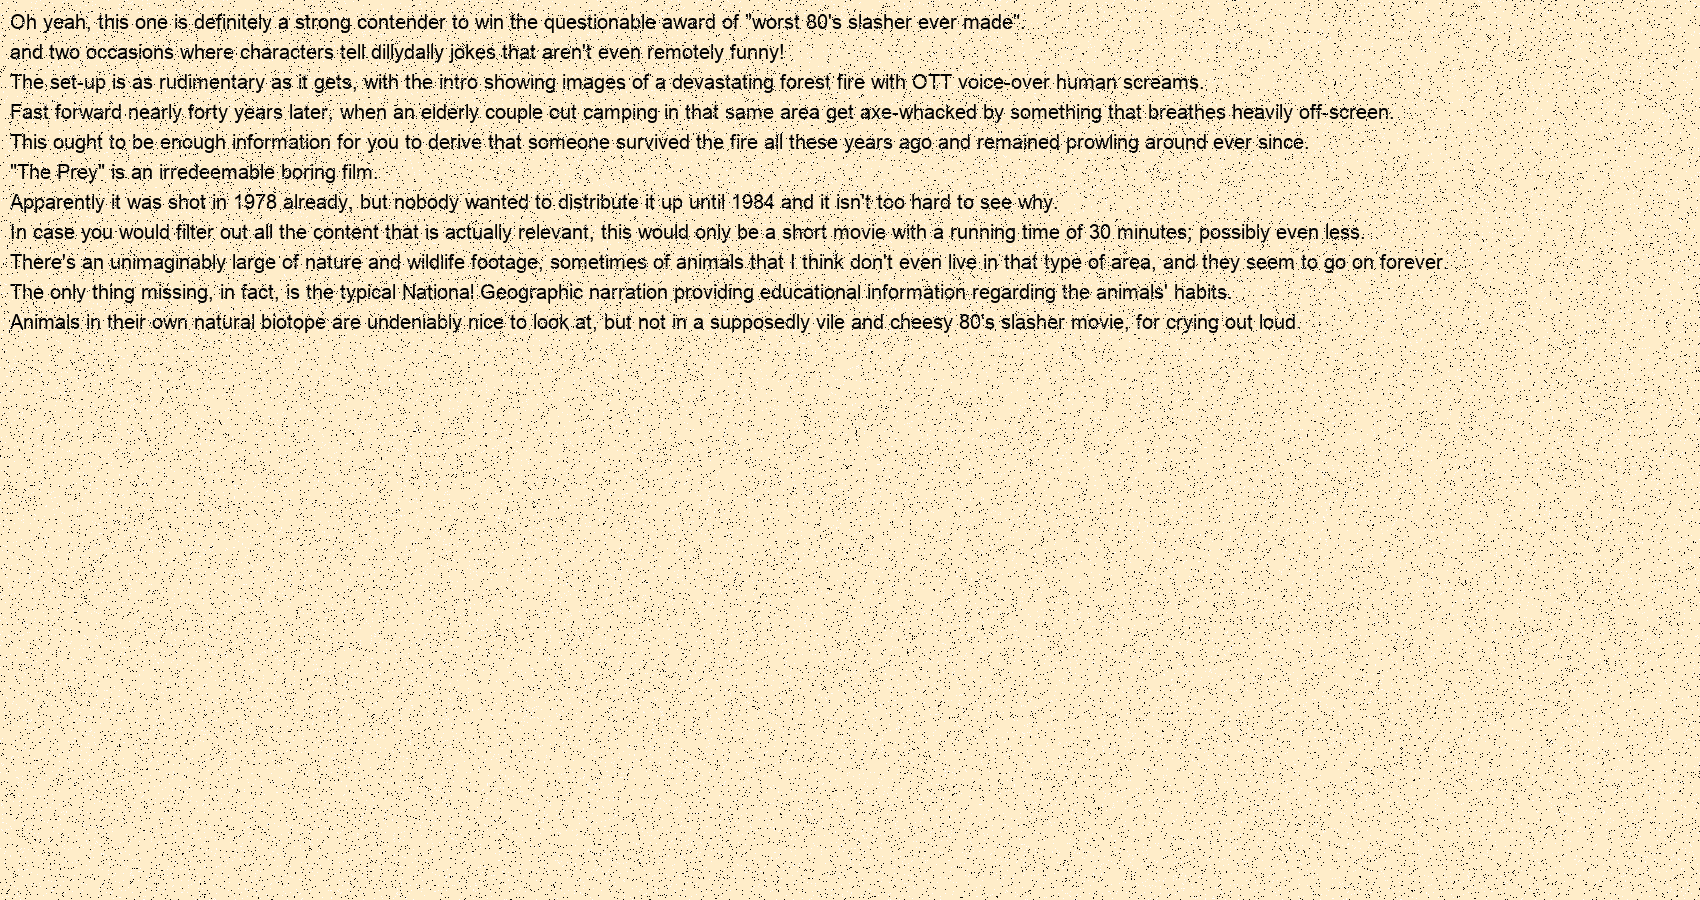 Oh yeah, this one is definitely a strong contender to win the questionable award of "worst 80's slasher ever made".
and two occasions where characters tell dillydally jokes that aren't even remotely funny!
The set-up is as rudimentary as it gets, with the intro showing images of a devastating forest fire with OTT voice-over human screams.
Fast forward nearly forty years later, when an elderly couple out camping in that same area get axe-whacked by something that breathes heavily off-screen.
This ought to be enough information for you to derive that someone survived the fire all these years ago and remained prowling around ever since.
"The Prey" is an irredeemable boring film.
Apparently it was shot in 1978 already, but nobody wanted to distribute it up until 1984 and it isn't too hard to see why.
In case you would filter out all the content that is actually relevant, this would only be a short movie with a running time of 30 minutes; possibly even less.
There's an unimaginably large of nature and wildlife footage, sometimes of animals that I think don't even live in that type of area, and they seem to go on forever.
The only thing missing, in fact, is the typical National Geographic narration providing educational information regarding the animals' habits.
Animals in their own natural biotope are undeniably nice to look at, but not in a supposedly vile and cheesy 80's slasher movie, for crying out loud.